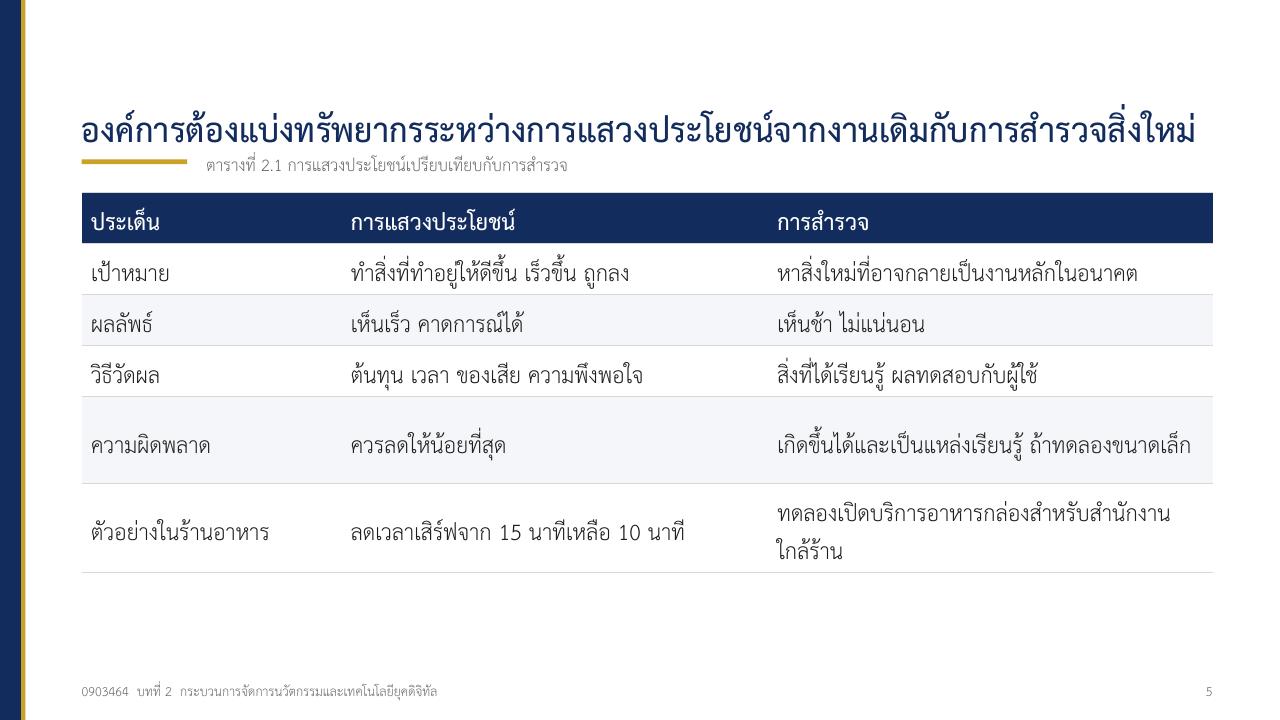 องค์การต้องแบ่งทรัพยากรระหว่างการแสวงประโยชน์จากงานเดิมกับการสำรวจสิ่งใหม่
ตารางที่ 2.1 การแสวงประโยชน์เปรียบเทียบกับการสำรวจ
ประเด็น การแสวงประโยชน์ การสำรวจ
เป้าหมาย ทำสิ่งที่ทำอยู่ให้ดีขึ้น เร็วขึ้น ถูกลง หาสิ่งใหม่ที่อาจกลายเป็นงานหลักในอนาคต
ผลลัพธ์ เห็นเร็ว คาดการณ์ได้ เห็นช้า ไม่แน่นอน
วิธีวัดผล ต้นทุน เวลา ของเสีย ความพึงพอใจ สิ่งที่ได้เรียนรู้ ผลทดสอบกับผู้ใช้
ความผิดพลาด ควรลดให้น้อยที่สุด เกิดขึ้นได้และเป็นแหล่งเรียนรู้ ถ้าทดลองขนาดเล็ก
ตัวอย่างในร้านอาหาร ลดเวลาเสิร์ฟจาก 15 นาทีเหลือ 10 นาที ทดลองเปิดบริการอาหารกล่องสำหรับสำนักงาน
ใกล้ร้าน
0903464 บทที่ 2 กระบวนการจัดการนวัตกรรมและเทคโนโลยียุคดิจิทัล 5